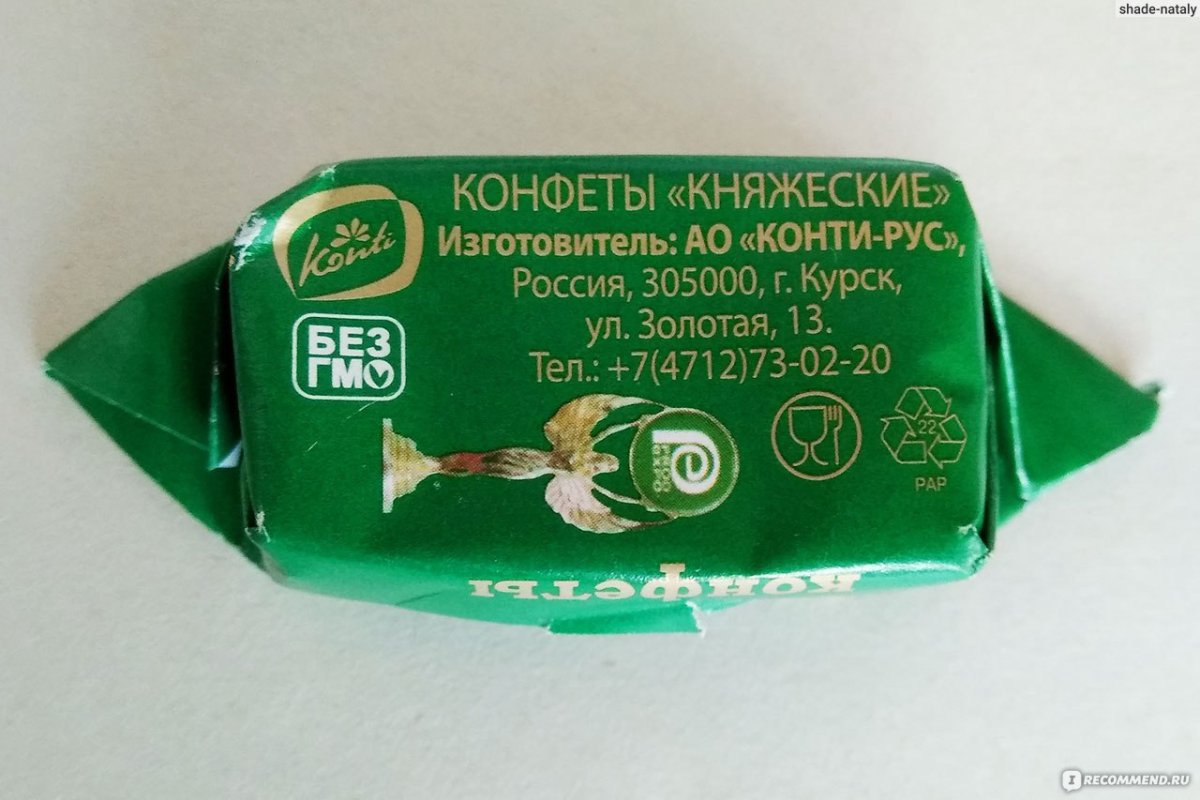 shade-nataly
Konti
КОНФЕТЫ «КНЯЖЕСКИЕ»
Изготовитель: АО «КОНТИ-РУС»,
Россия, 305000, г. Курск,
ул. Золотая, 13.
Тел.: +7(4712)73-02-20
БЕЗ
ГМО
22
PAP
конфеты
I RECOMMEND.RU